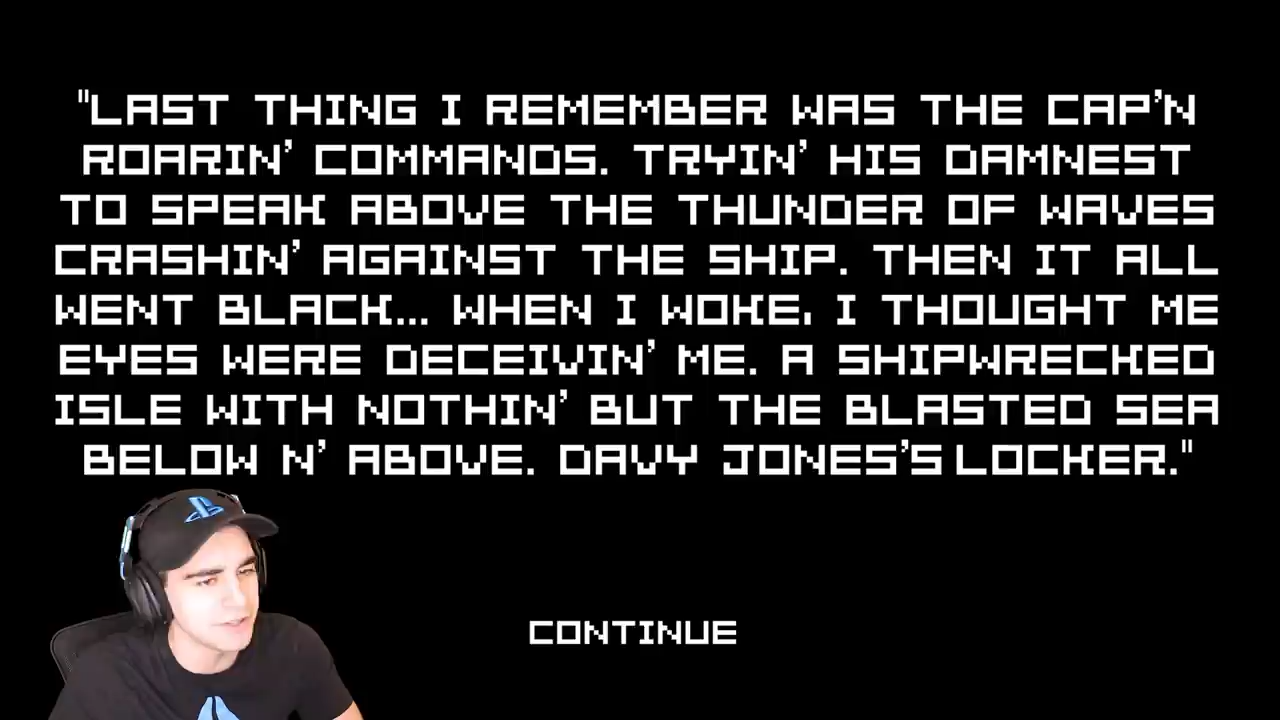 "LAST THING I REMEMBER WAS THE CAP'N
ROARIN' COMMANDS. TRYIN' HIS DAMNEST
TO SPEAK ABOVE THE THUNDER OF WAVES
CRASHIN' AGAINST THE SHIP. THEN IT ALL
WENT BLACK... WHEN I WOKE, I THOUGHT ME
EYES WERE DECEIVIN' ME. A SHIPWRECKED
ISLE WITH NOTHIN' BUT THE BLASTED SEA
BELOW N' ABOVE. DAVY JONES'S LOCKER."
CONTINUE